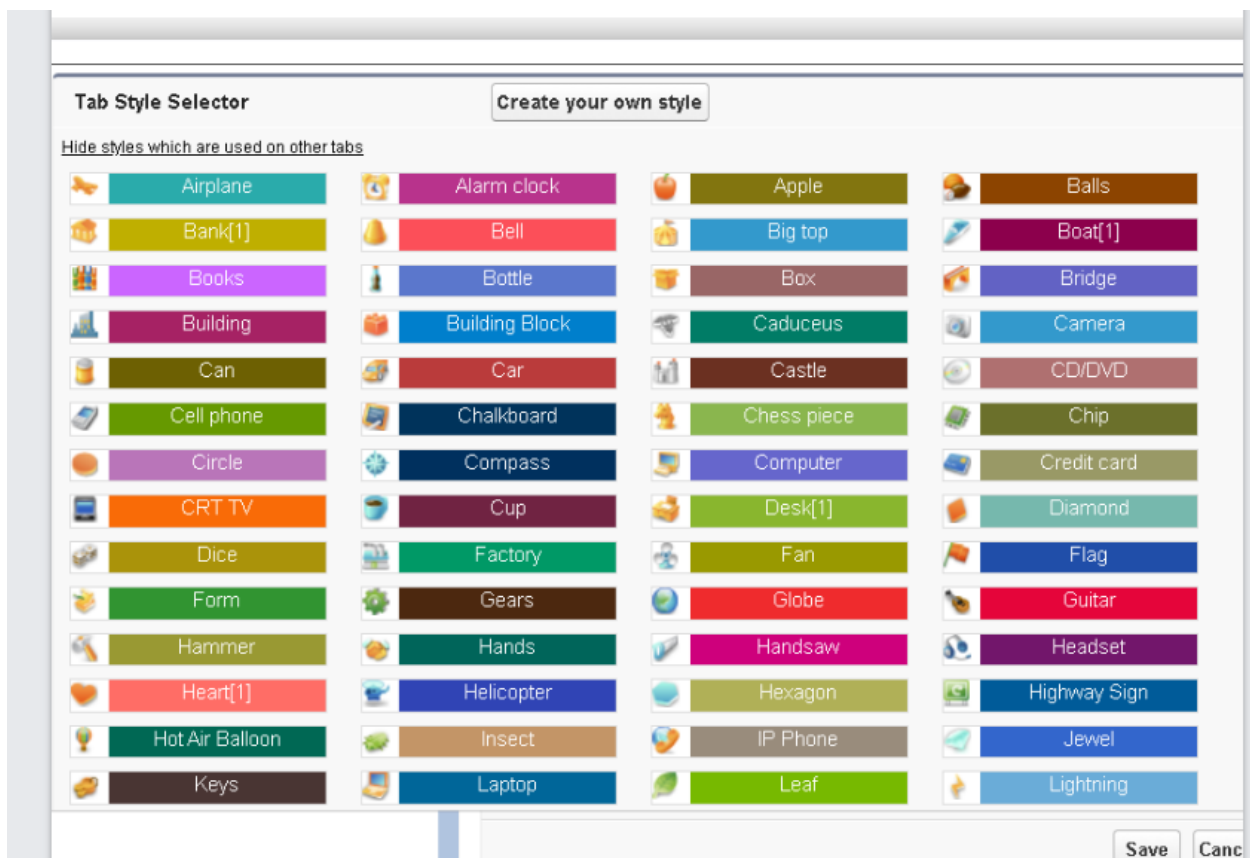 Tab Style Selector Create your own style
Hide styles which are used on other tabs
Airplane Alarm clock Apple Balls
Bank[1] Bell Big top Boat[1]
Books Bottle Box Bridge
Building Building Block Caduceus Camera
Can Car Castle CD/DVD
Cell phone Chalkboard Chess piece Chip
Circle Compass Computer Credit card
CRT TV Cup Desk[1] Diamond
Dice Factory Fan Flag
Form Gears Globe Guitar
Hammer Hands Handsaw Headset
Heart[1] Helicopter Hexagon Highway Sign
Hot Air Balloon Insect IP Phone Jewel
Keys Laptop Leaf Lightning
Save Canc